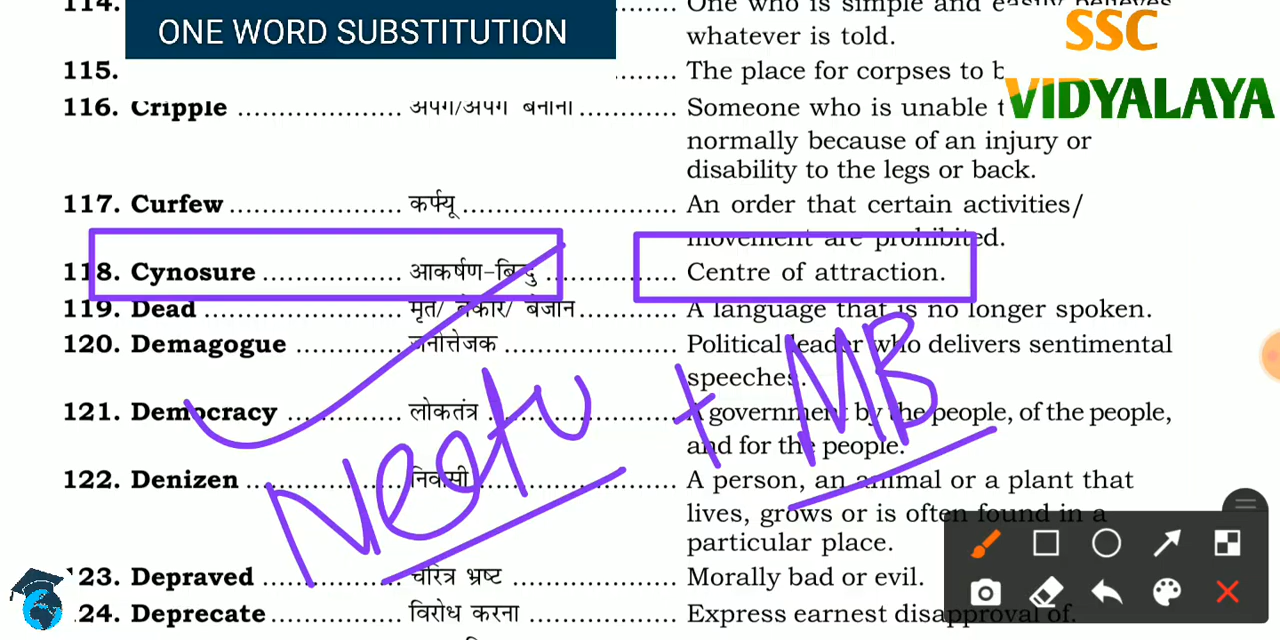 114. One who is simple and easily believes
ONE WORD SUBSTITUTION
whatever is told.
SSC
VIDYALAYA
115. The place for corpses to b
116. Cripple .................... अपंग/अपंग बनाना ............ Someone who is unable t
normally because of an injury or
disability to the legs or back.
117. Curfew ..................... कर्फ्यू .......................... An order that certain activities/
movement are prohibited.
118. Cynosure ................. आकर्षण-बिन्दु ................ Centre of attraction.
119. Dead ........................ मृत/ बेकार/ बेजान ............ A language that is no longer spoken.
120. Demagogue ............. जनोत्तेजक ..................... Political leader who delivers sentimental
speeches.
121. Democracy .............. लोकतंत्र ....................... A government by the people, of the people,
and for the people.
122. Denizen ................... निवासी ......................... A person, an animal or a plant that
lives, grows or is often found in a
particular place.
Neetu + MB
123. Depraved ................. चरित्र भ्रष्ट .................... Morally bad or evil.
124. Deprecate ................ विरोध करना ................... Express earnest disapproval of.